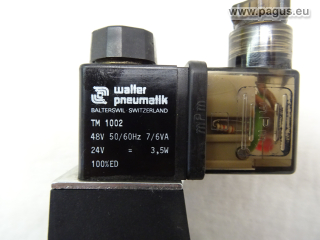 www.pagus.eu
walter
pneumatik
BALTERSWIL SWITZERLAND
TM 1002
48V 50/60Hz 7/6VA
24V = 3,5W
100%ED
mpm